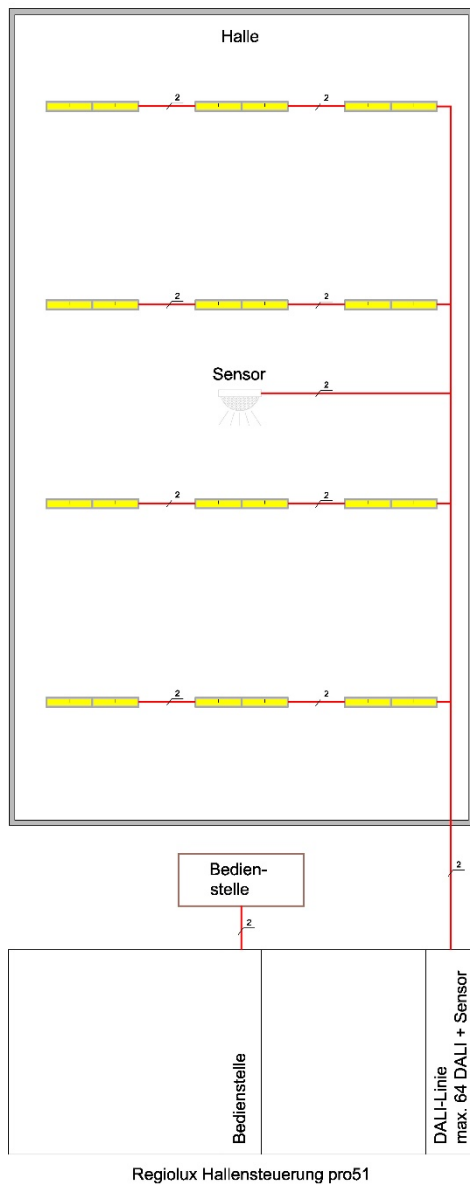 Halle
2 2
2 2
Sensor
2
2 2
2 2
2
Bedien-
stelle
2
Bedienstelle
DALI-Linie
max. 64 DALI + Sensor
Regiolux Hallensteuerung pro51